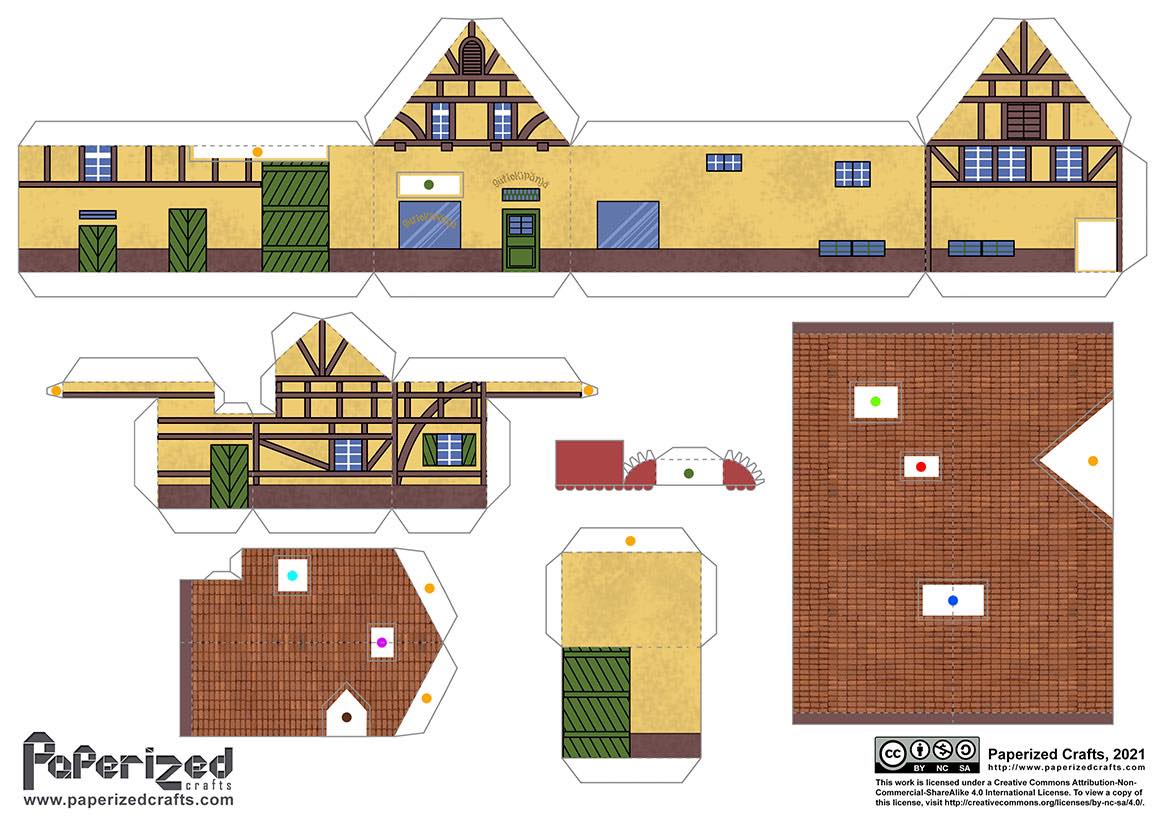 Paperized
crafts
www.paperizedcrafts.com
CC
BY NC SA
Paperized Crafts, 2021
http://www.paperizedcrafts.com
This work is licensed under a Creative Commons Attribution-Non-
Commercial-ShareAlike 4.0 International License. To view a copy of
this license, visit http://creativecommons.org/licenses/by-nc-sa/4.0/.